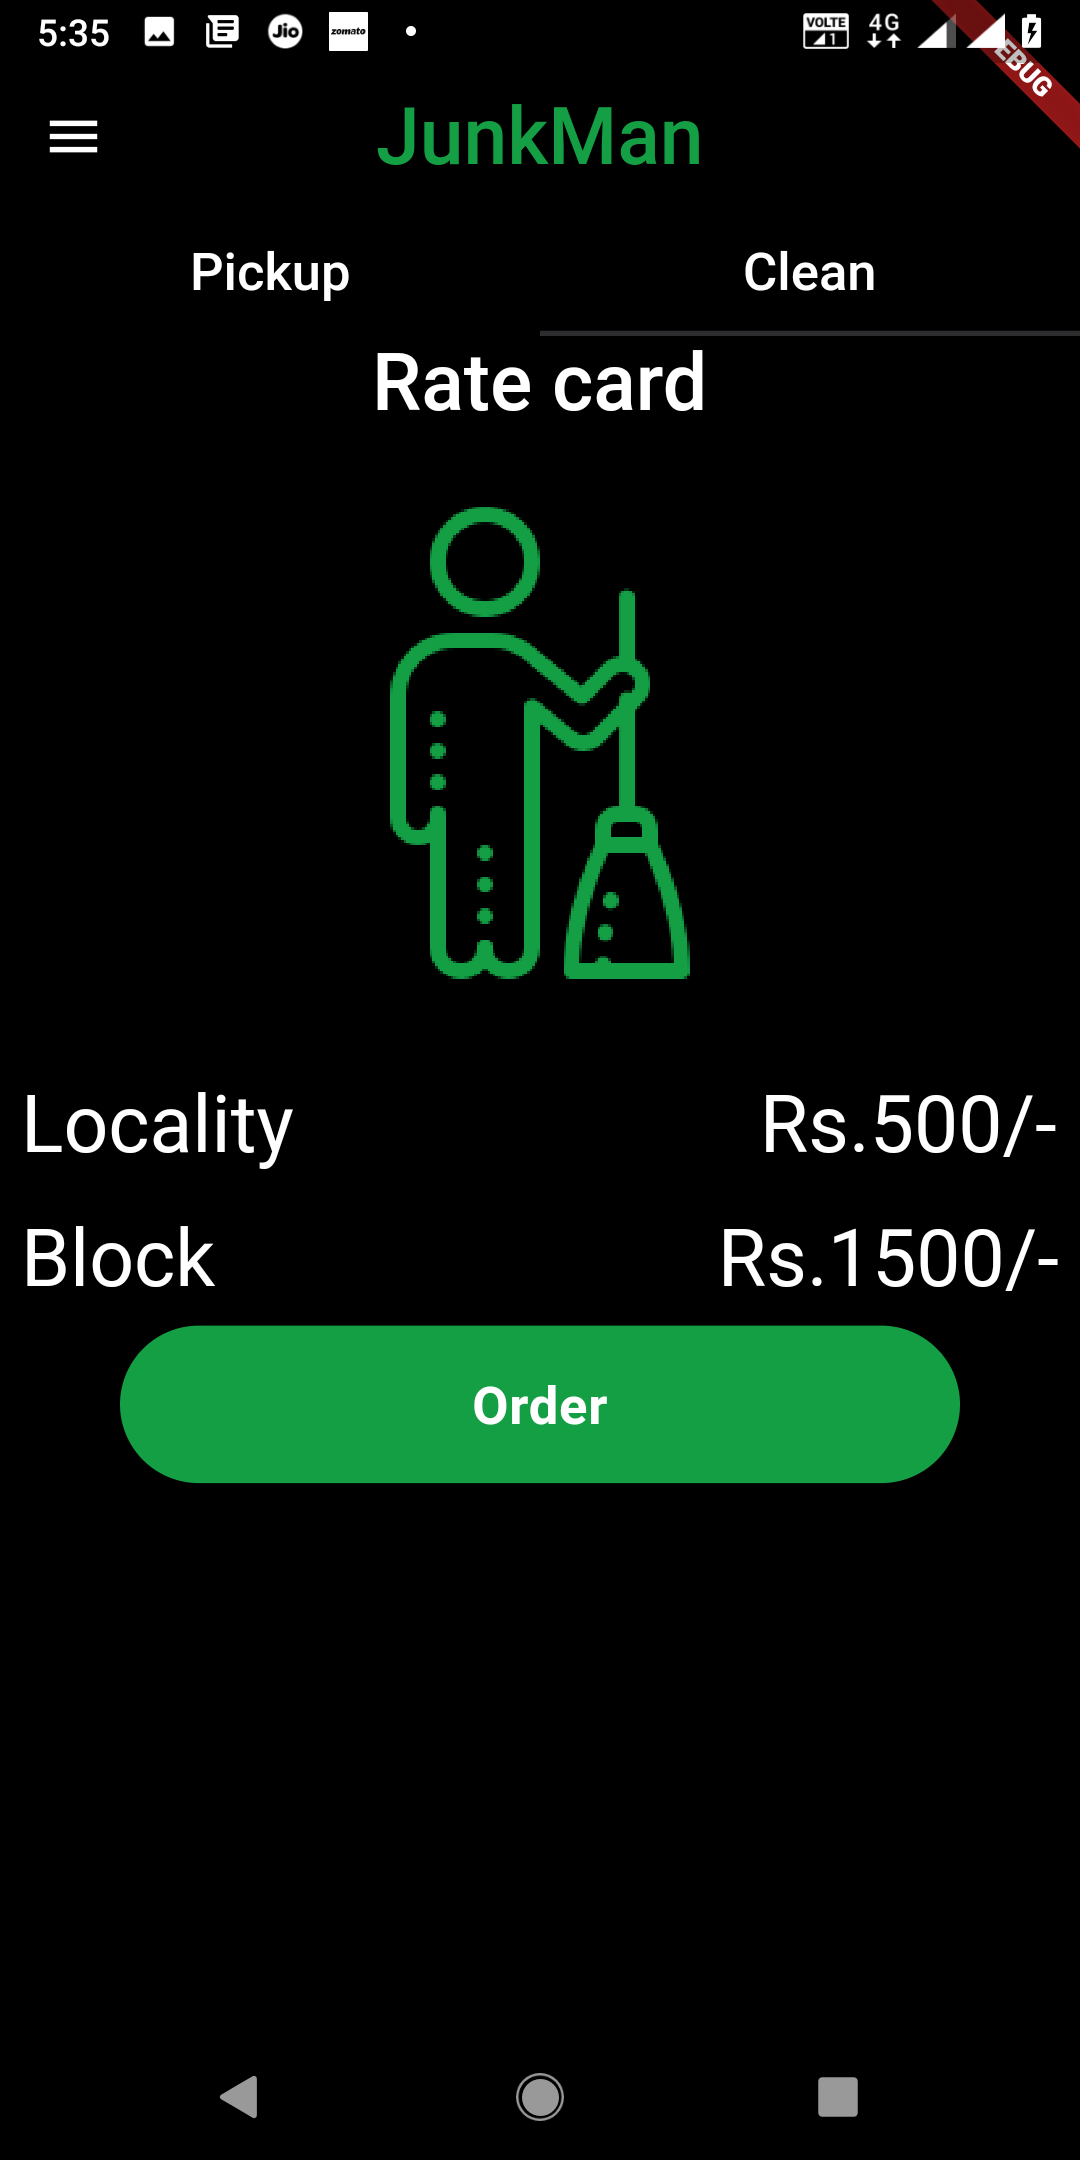 5:35 Jio zomato VOLTE 1 4G
EBUG
JunkMan
Pickup Clean
Rate card
Locality Rs.500/-
Block Rs.1500/-
Order